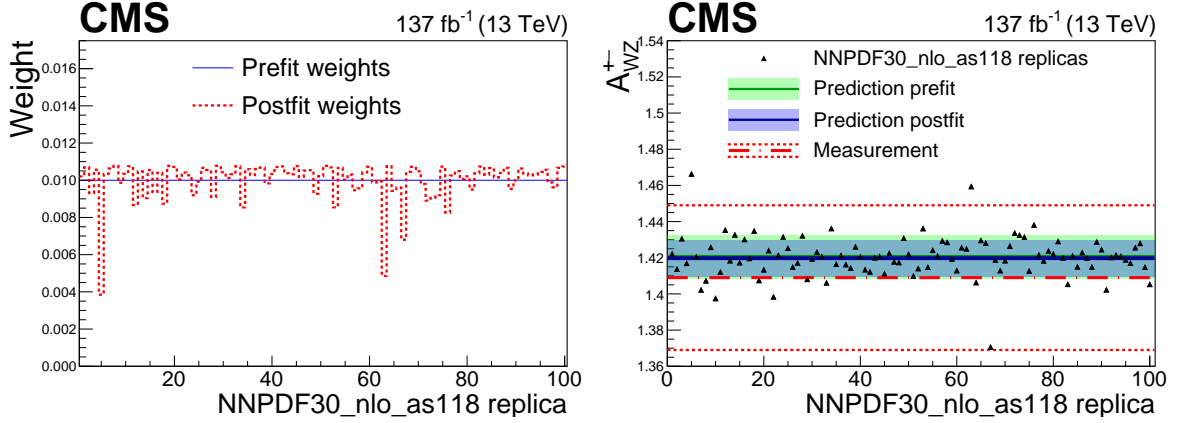 CMS
137 fb-1 (13 TeV)
Weight
0.016
0.014
0.012
0.010
0.008
0.006
0.004
0.002
0.000
Prefit weights
Postfit weights
20 40 60 80 100
NNPDF30_nlo_as118 replica
CMS
137 fb-1 (13 TeV)
A+-WZ
1.54
1.52
1.50
1.48
1.46
1.44
1.42
1.4
1.38
1.36
NNPDF30_nlo_as118 replicas
Prediction prefit
Prediction postfit
Measurement
0 20 40 60 80 100
NNPDF30_nlo_as118 replica